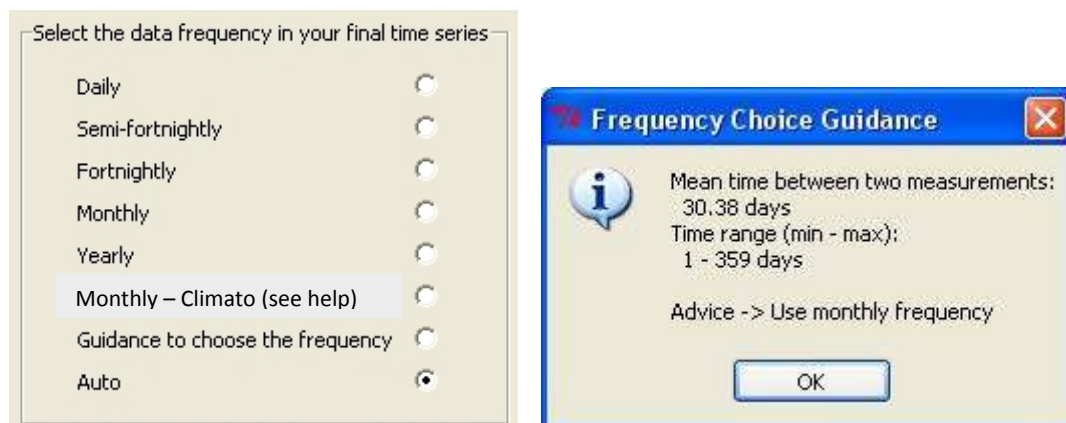 Select the data frequency in your final time series
Daily
Semi-fortnightly
Fortnightly
Monthly
Yearly
Monthly – Climato (see help)
Guidance to choose the frequency
Auto
Frequency Choice Guidance
Mean time between two measurements:
30.38 days
Time range (min - max):
1 - 359 days
Advice -> Use monthly frequency
OK